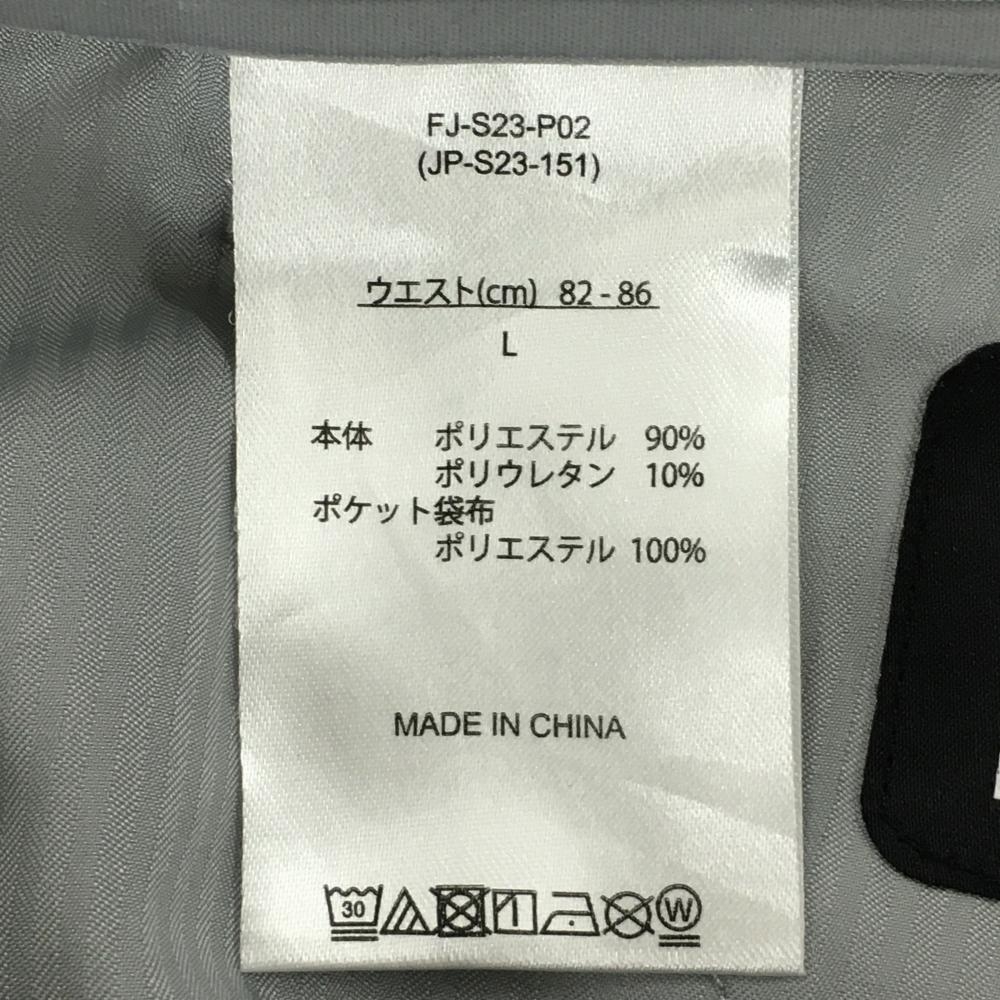 FJ-S23-P02
(JP-S23-151)
ウエスト(cm) 82 - 86
L
本体 ポリエステル 90%
ポリウレタン 10%
ポケット袋布
ポリエステル 100%
MADE IN CHINA
30 W